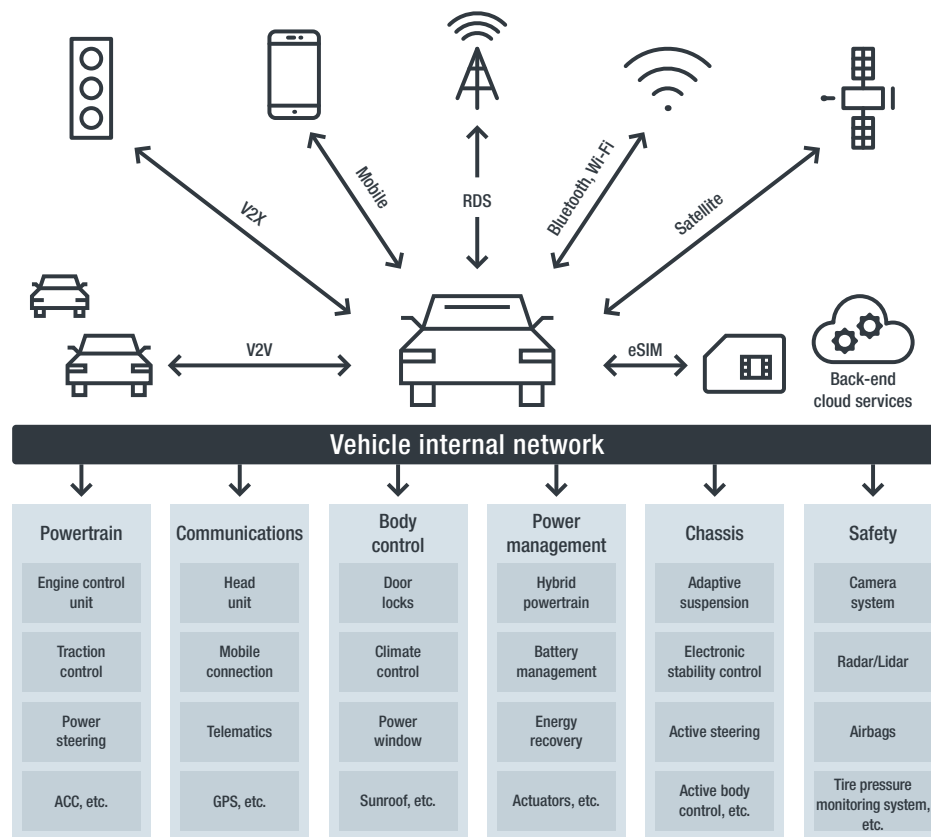 V2X
Mobile
RDS
Bluetooth, Wi-Fi
Satellite
V2V
eSIM
Back-end
cloud services
Vehicle internal network
Powertrain
Engine control
unit
Traction
control
Power
steering
ACC, etc.
Communications
Head
unit
Mobile
connection
Telematics
GPS, etc.
Body
control
Door
locks
Climate
control
Power
window
Sunroof, etc.
Power
management
Hybrid
powertrain
Battery
management
Energy
recovery
Actuators, etc.
Chassis
Adaptive
suspension
Electronic
stability control
Active steering
Active body
control, etc.
Safety
Camera
system
Radar/Lidar
Airbags
Tire pressure
monitoring system,
etc.